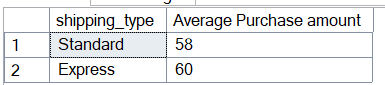 shipping_type Average Purchase amount
1 Standard 58
2 Express 60